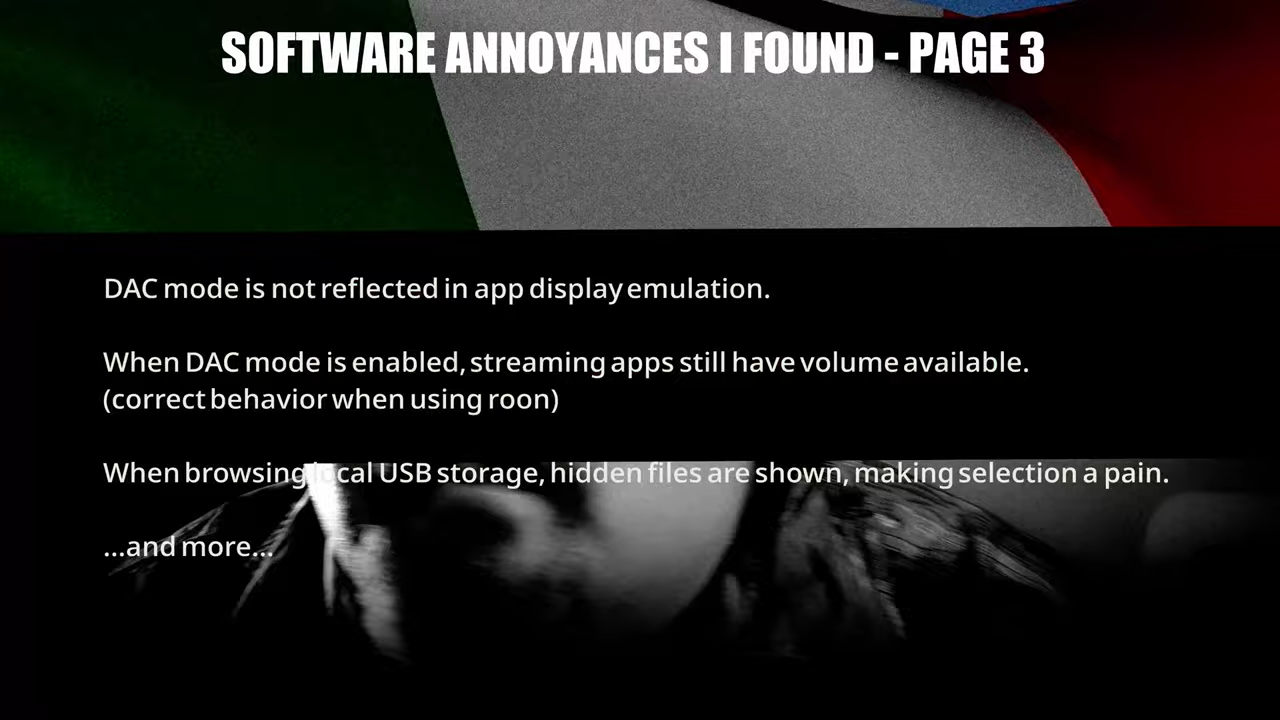 SOFTWARE ANNOYANCES I FOUND - PAGE 3
DAC mode is not reflected in app display emulation.
When DAC mode is enabled, streaming apps still have volume available.
(correct behavior when using roon)
When browsing local USB storage, hidden files are shown, making selection a pain.
...and more...